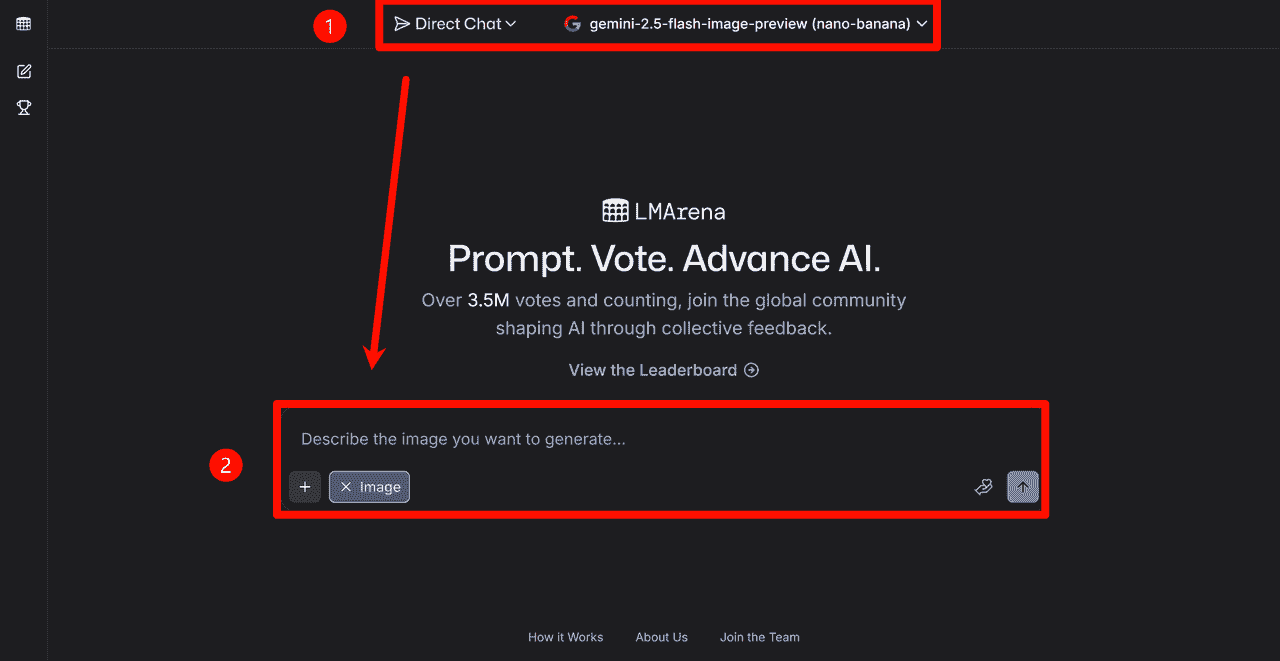 1
Direct Chat
gemini-2.5-flash-image-preview (nano-banana)
LMArena
Prompt. Vote. Advance AI.
Over 3.5M votes and counting, join the global community
shaping AI through collective feedback.
View the Leaderboard
2
Describe the image you want to generate...
Image
How it Works
About Us
Join the Team